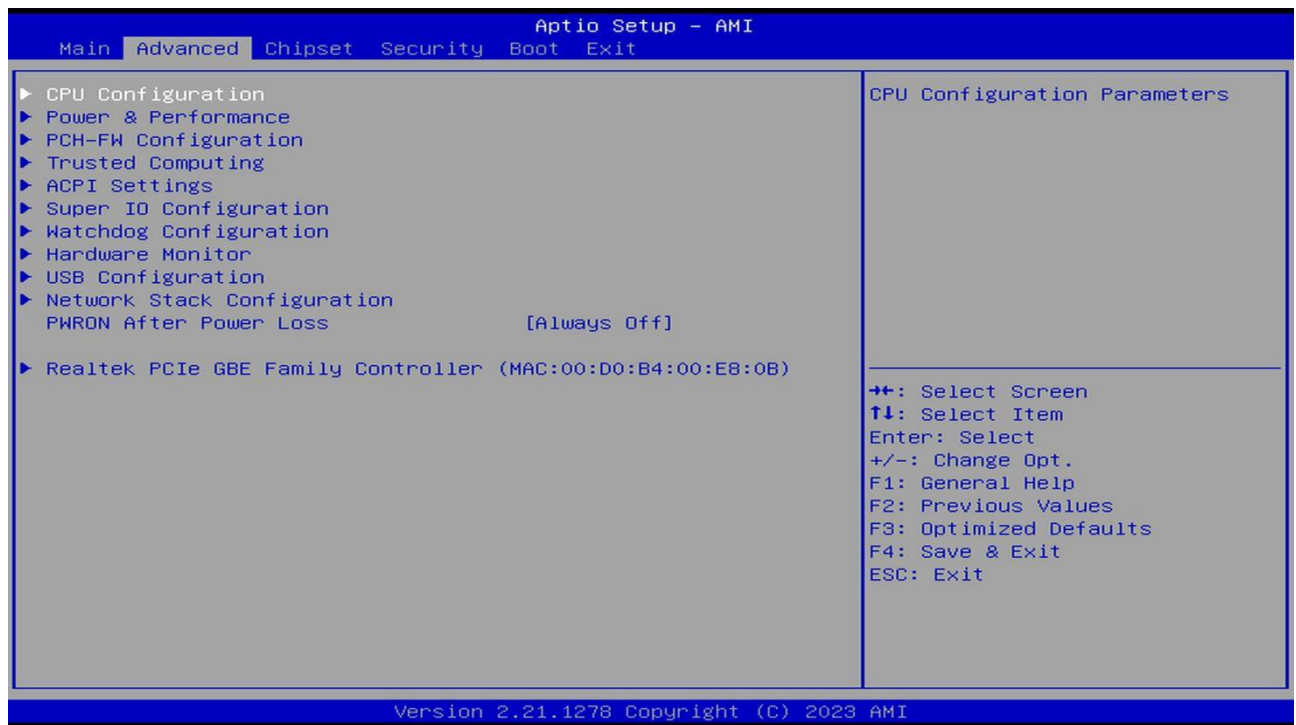 Aptio Setup – AMI
Main Advanced Chipset Security Boot Exit
► CPU Configuration
► Power & Performance
► PCH-FW Configuration
► Trusted Computing
► ACPI Settings
► Super IO Configuration
► Watchdog Configuration
► Hardware Monitor
► USB Configuration
► Network Stack Configuration
PWRON After Power Loss [Always Off]
► Realtek PCIe GBE Family Controller (MAC:00:D0:B4:00:E8:0B)
CPU Configuration Parameters
→←: Select Screen
↑↓: Select Item
Enter: Select
+/-: Change Opt.
F1: General Help
F2: Previous Values
F3: Optimized Defaults
F4: Save & Exit
ESC: Exit
Version 2.21.1278 Copyright (C) 2023 AMI